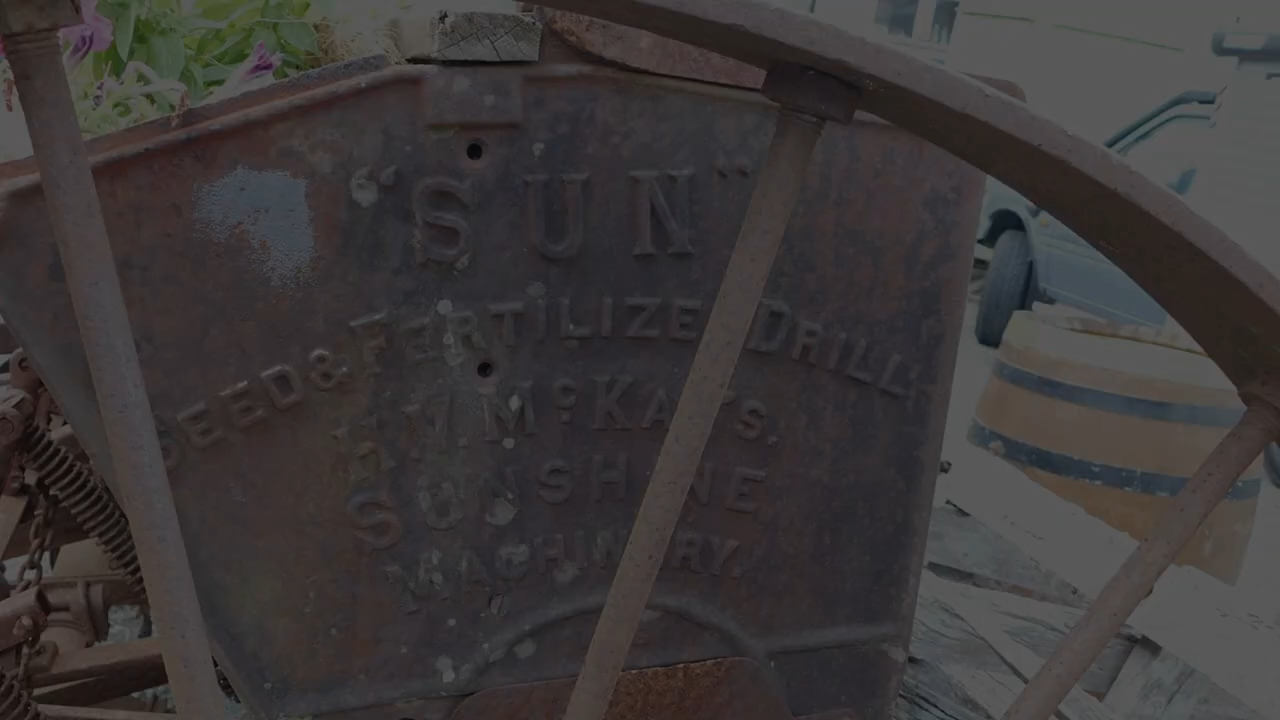 “SUN”
SEED & FERTILIZE DRILL
H.V. McKAY'S.
SUNSHINE
MACHINERY.